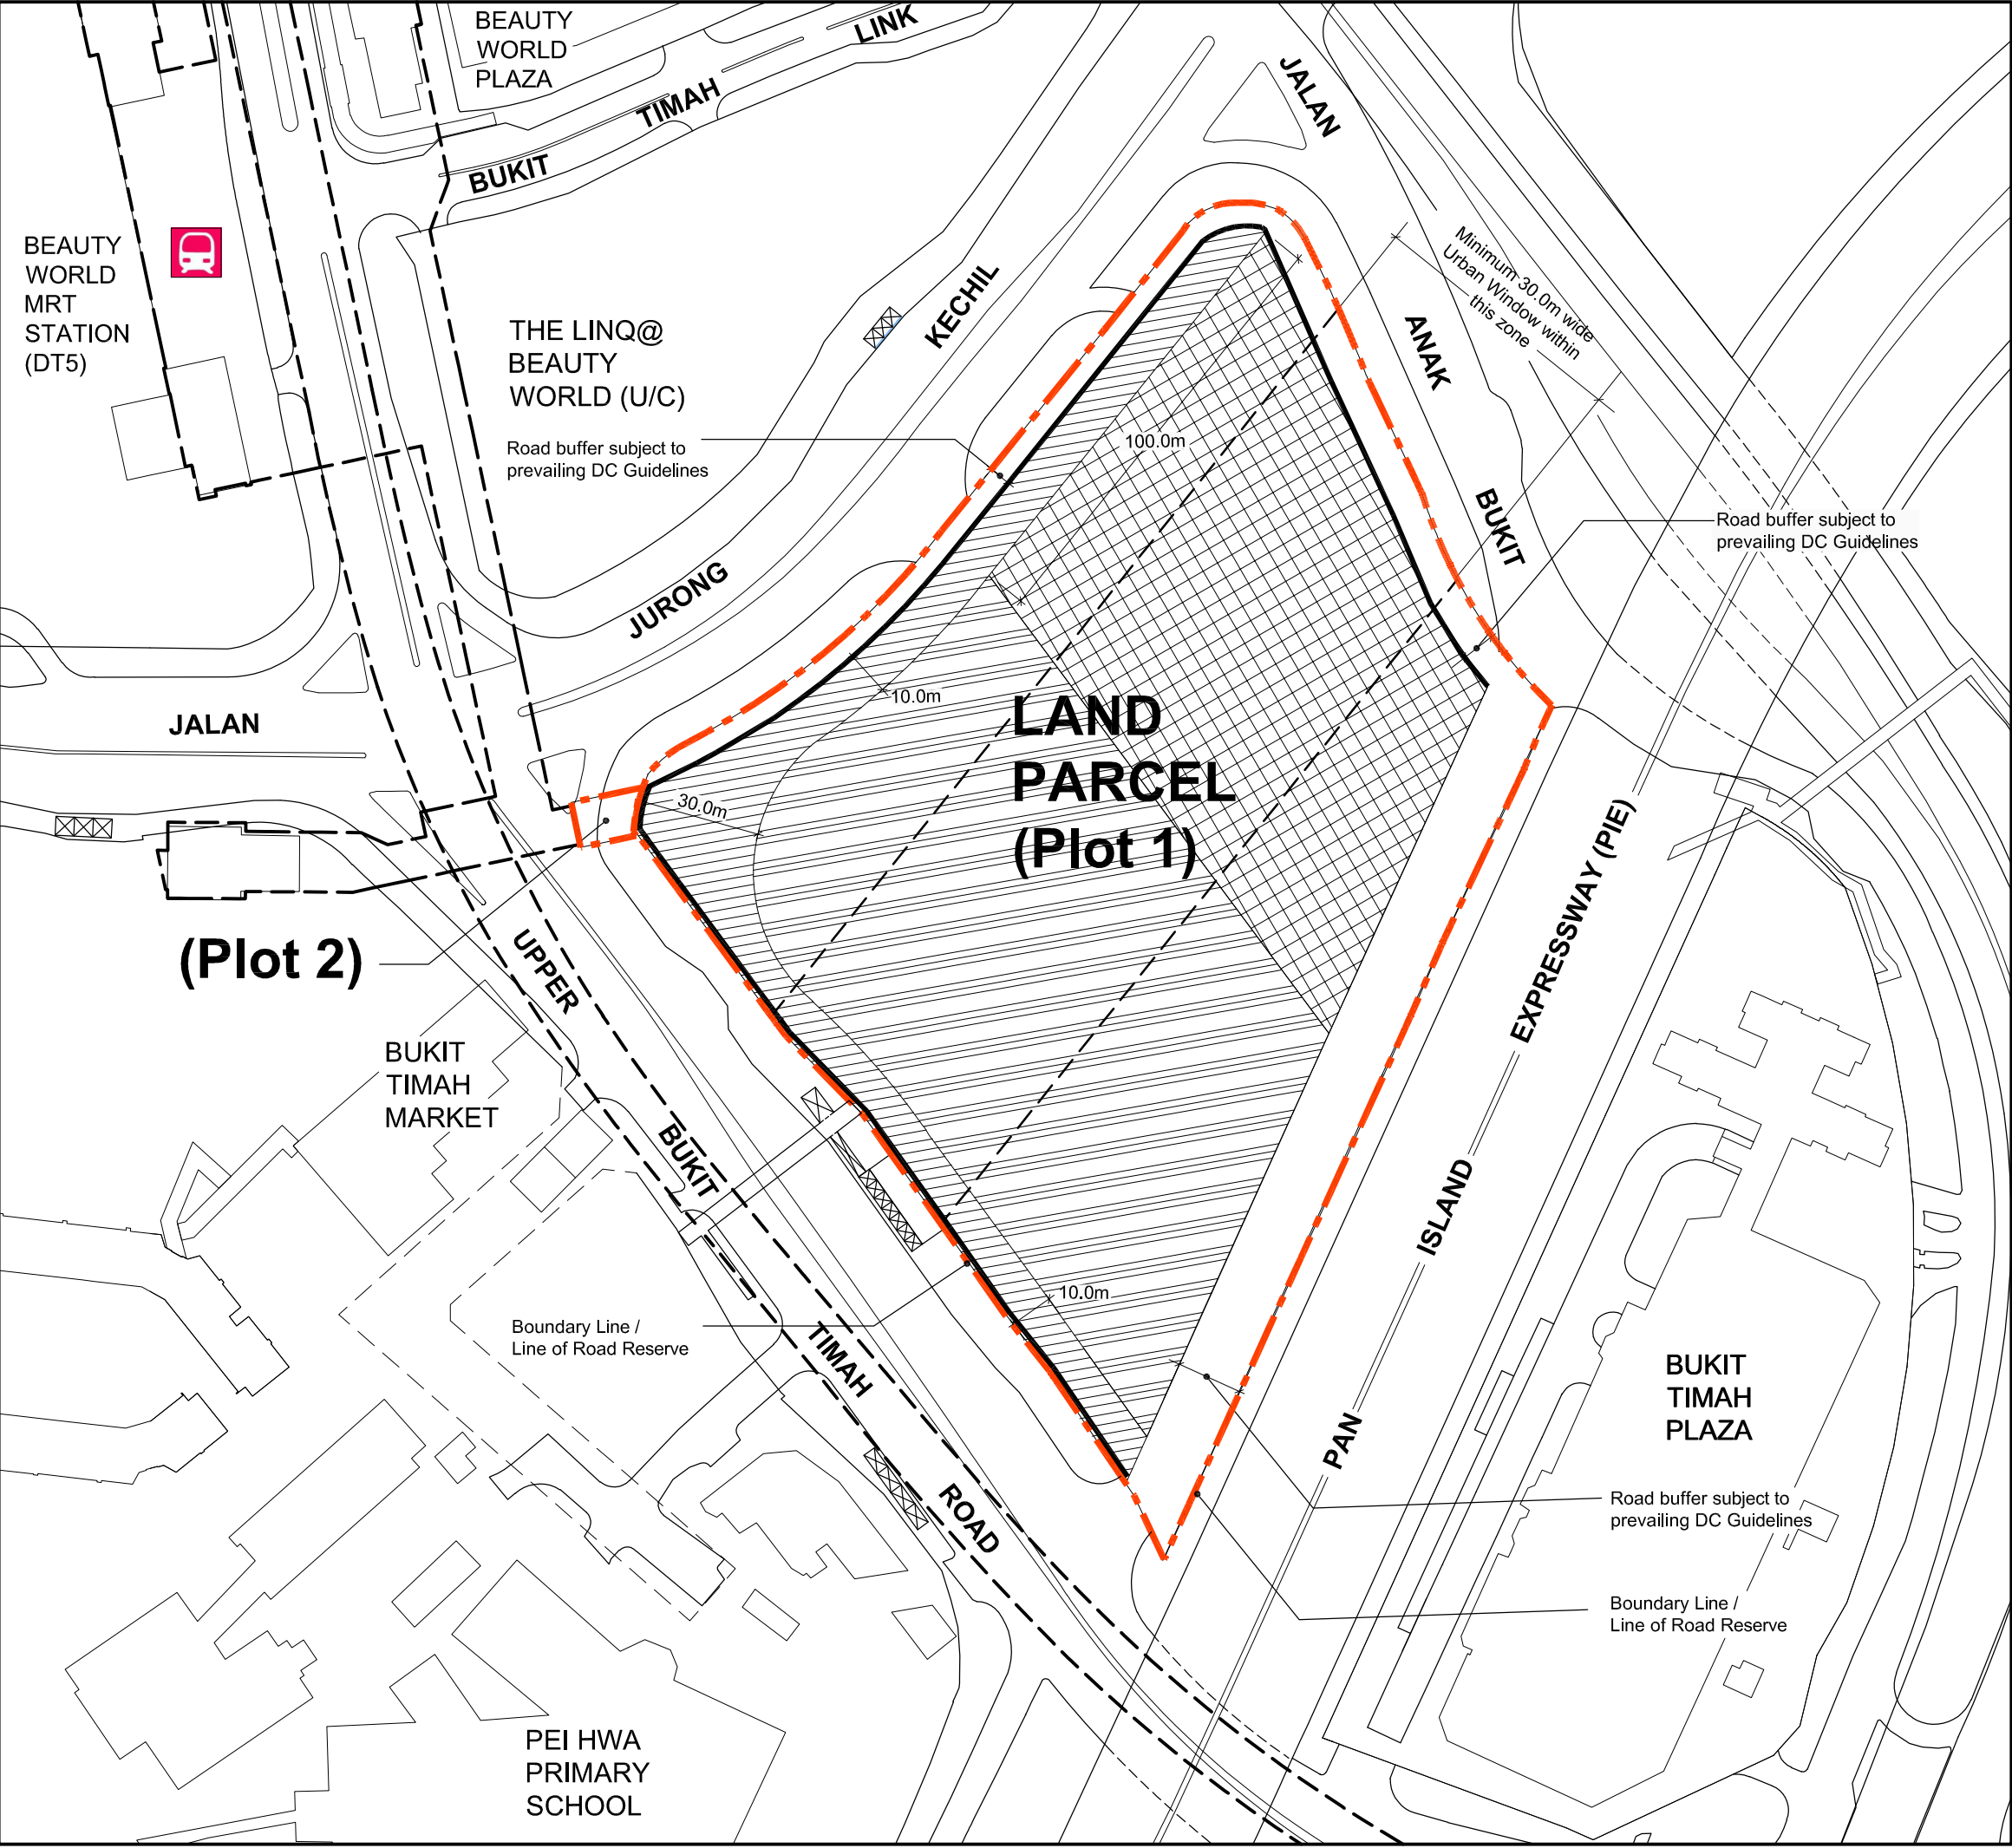 BEAUTY
WORLD
PLAZA
BUKIT TIMAH LINK
JALAN ANAK BUKIT
BEAUTY
WORLD
MRT
STATION
(DT5)
Minimum 30.0m wide
Urban Window within
this zone
THE LINQ@
BEAUTY
WORLD (U/C)
Road buffer subject to
prevailing DC Guidelines
100.0m
Road buffer subject to
prevailing DC Guidelines
JALAN JURONG KECHIL
10.0m
LAND
PARCEL
(Plot 1)
30.0m
(Plot 2)
UPPER BUKIT TIMAH ROAD
PAN ISLAND EXPRESSWAY (PIE)
BUKIT
TIMAH
MARKET
10.0m
Boundary Line /
Line of Road Reserve
BUKIT
TIMAH
PLAZA
Road buffer subject to
prevailing DC Guidelines
Boundary Line /
Line of Road Reserve
PEI HWA
PRIMARY
SCHOOL